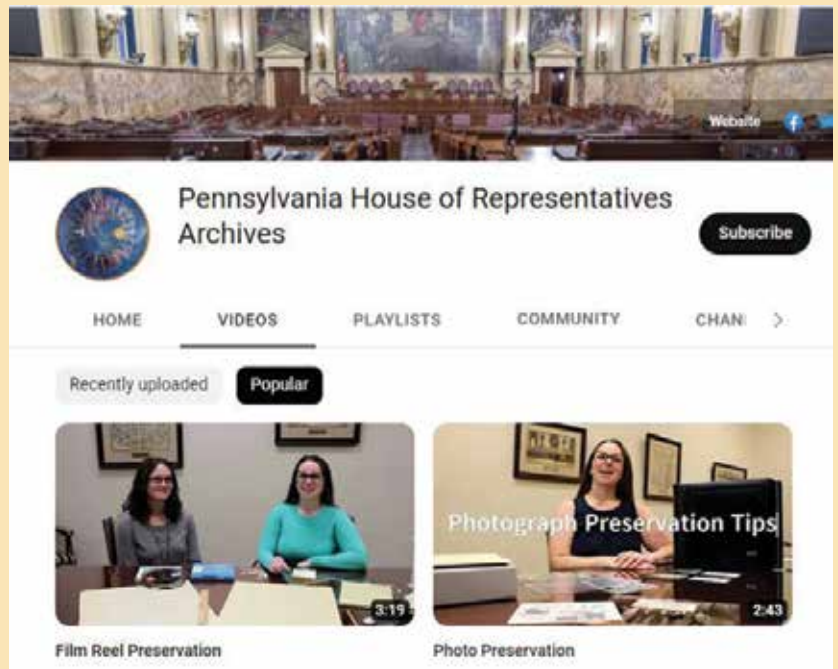 Website
Pennsylvania House of Representatives
Archives
Subscribe
HOME VIDEOS PLAYLISTS COMMUNITY CHAN
Recently uploaded Popular
Photograph Preservation Tips
3:19 2:43
Film Reel Preservation Photo Preservation